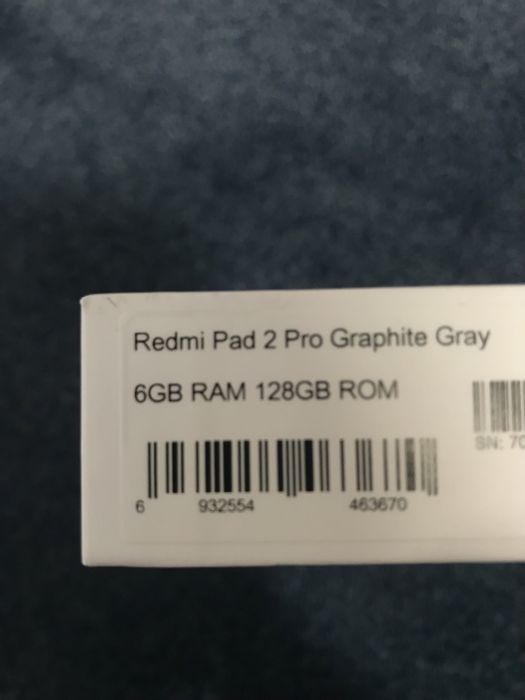 Redmi Pad 2 Pro Graphite Gray
6GB RAM 128GB ROM
SN: 70
6 932554 463670